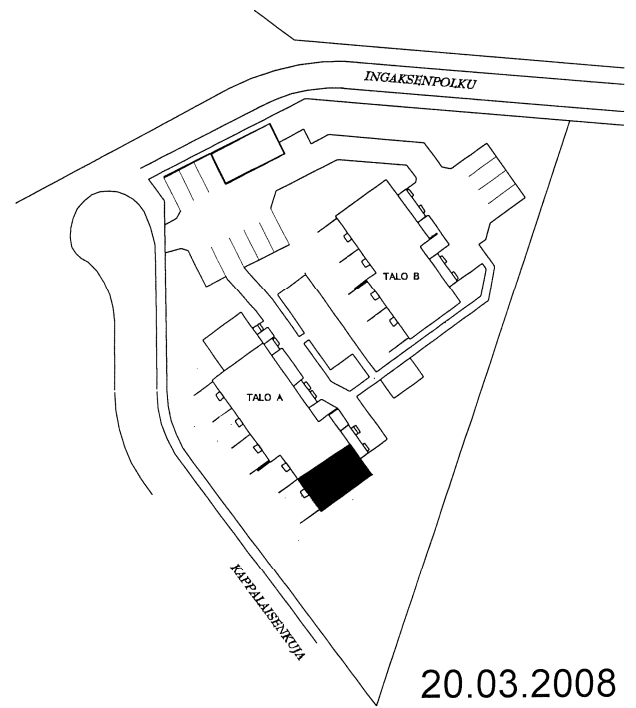 INGAKSENPOLKU
TALO B
TALO A
KAPPALAISENKUJA
20.03.2008